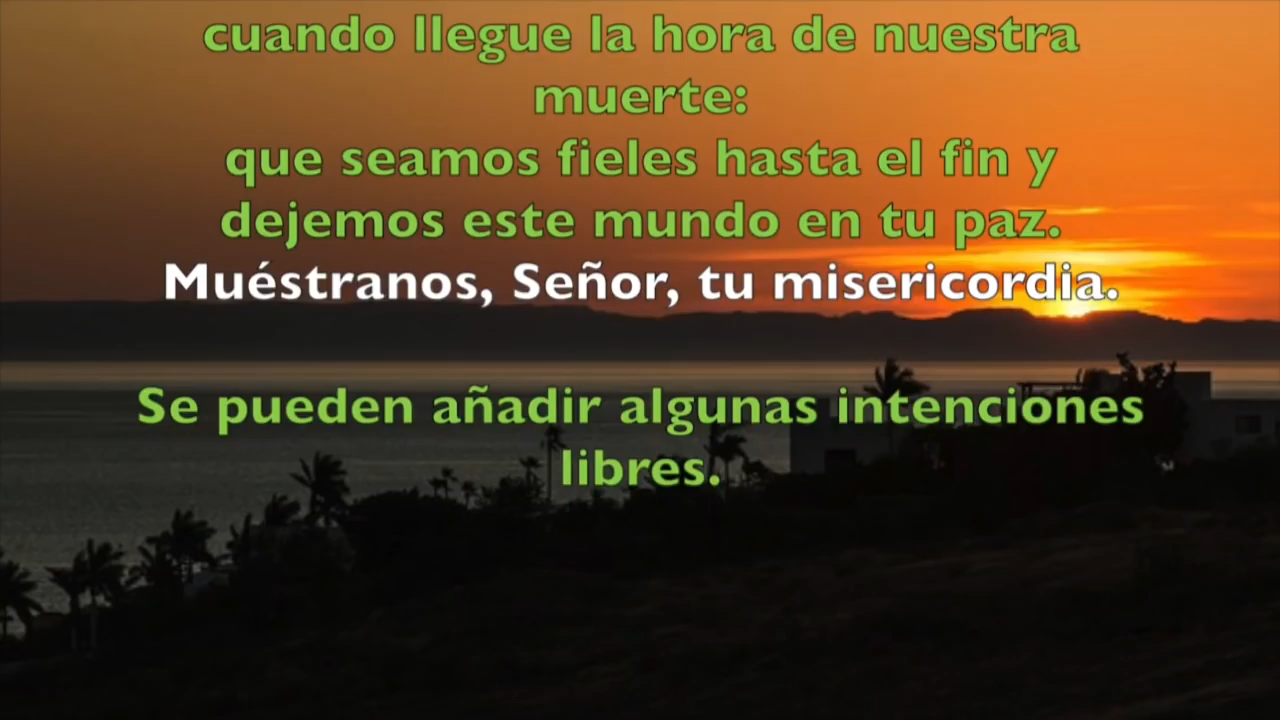 cuando llegue la hora de nuestra
muerte:
que seamos fieles hasta el fin y
dejemos este mundo en tu paz.
Muéstranos, Señor, tu misericordia.
Se pueden añadir algunas intenciones
libres.